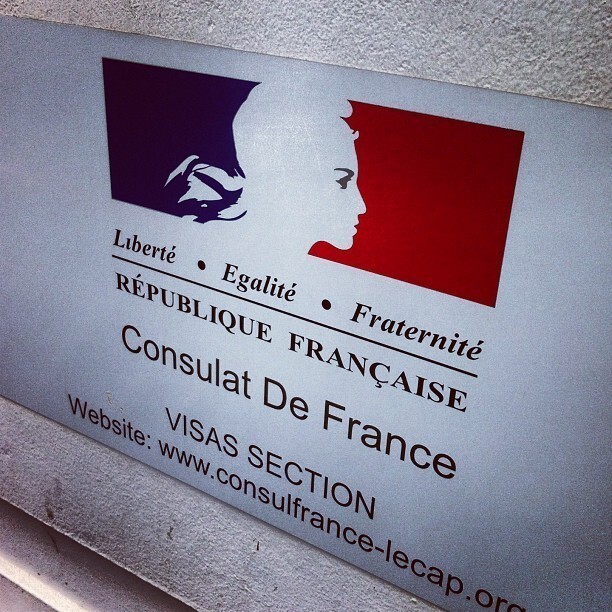 Liberté • Egalité • Fraternité
RÉPUBLIQUE FRANÇAISE
Consulat De France
VISAS SECTION
Website: www.consulfrance-lecap.org